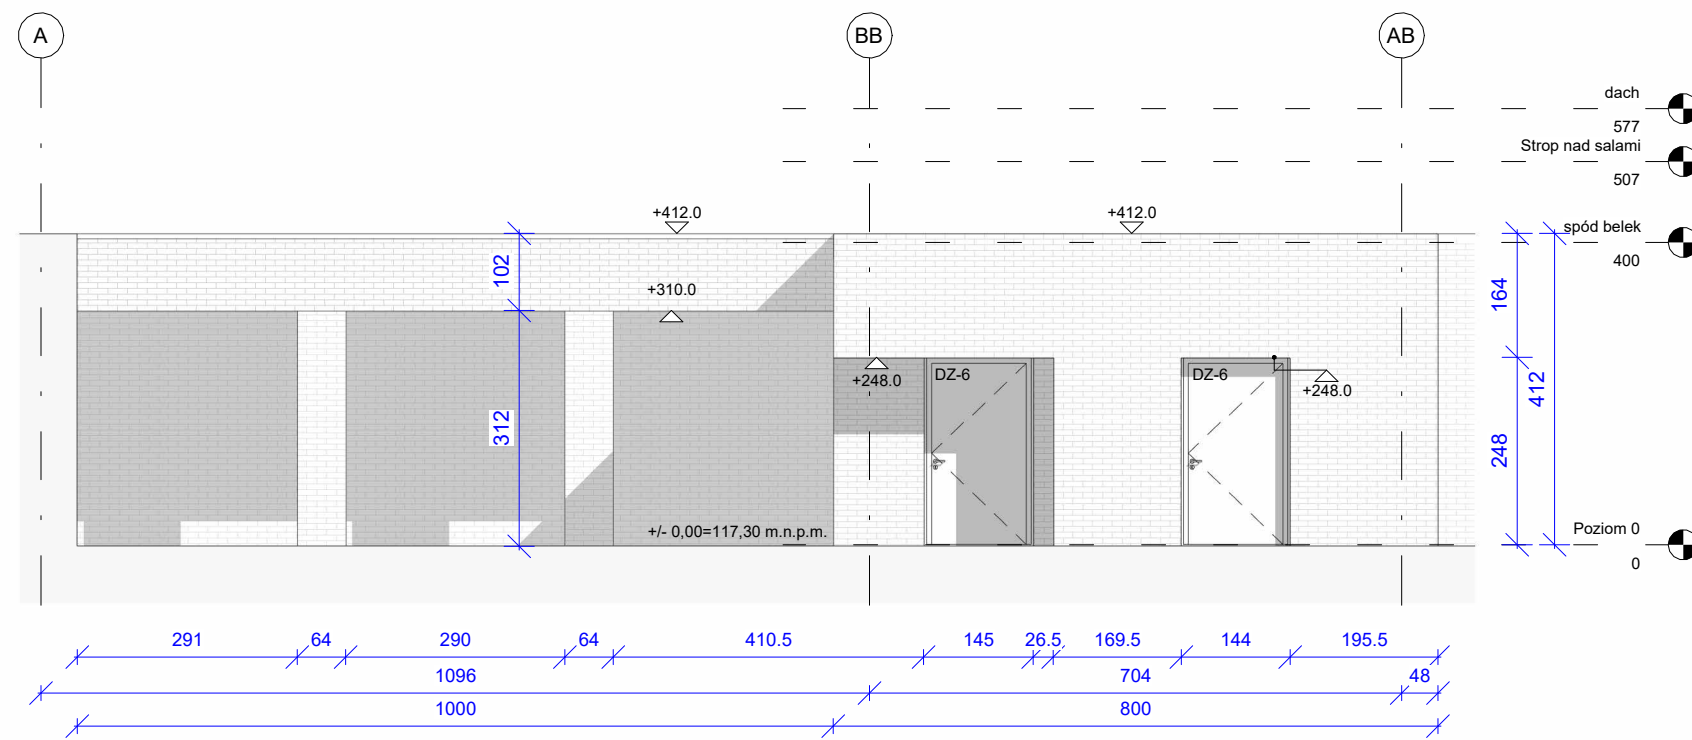 A
BB
AB
dach
577
Strop nad salami
507
+412.0
+412.0
spód belek
400
102
164
+310.0
412
+248.0
DZ-6
DZ-6
+248.0
312
248
+/- 0,00=117,30 m.n.p.m.
Poziom 0
0
291
64
290
64
410.5
145
26.5
169.5
144
195.5
1096
704
48
1000
800